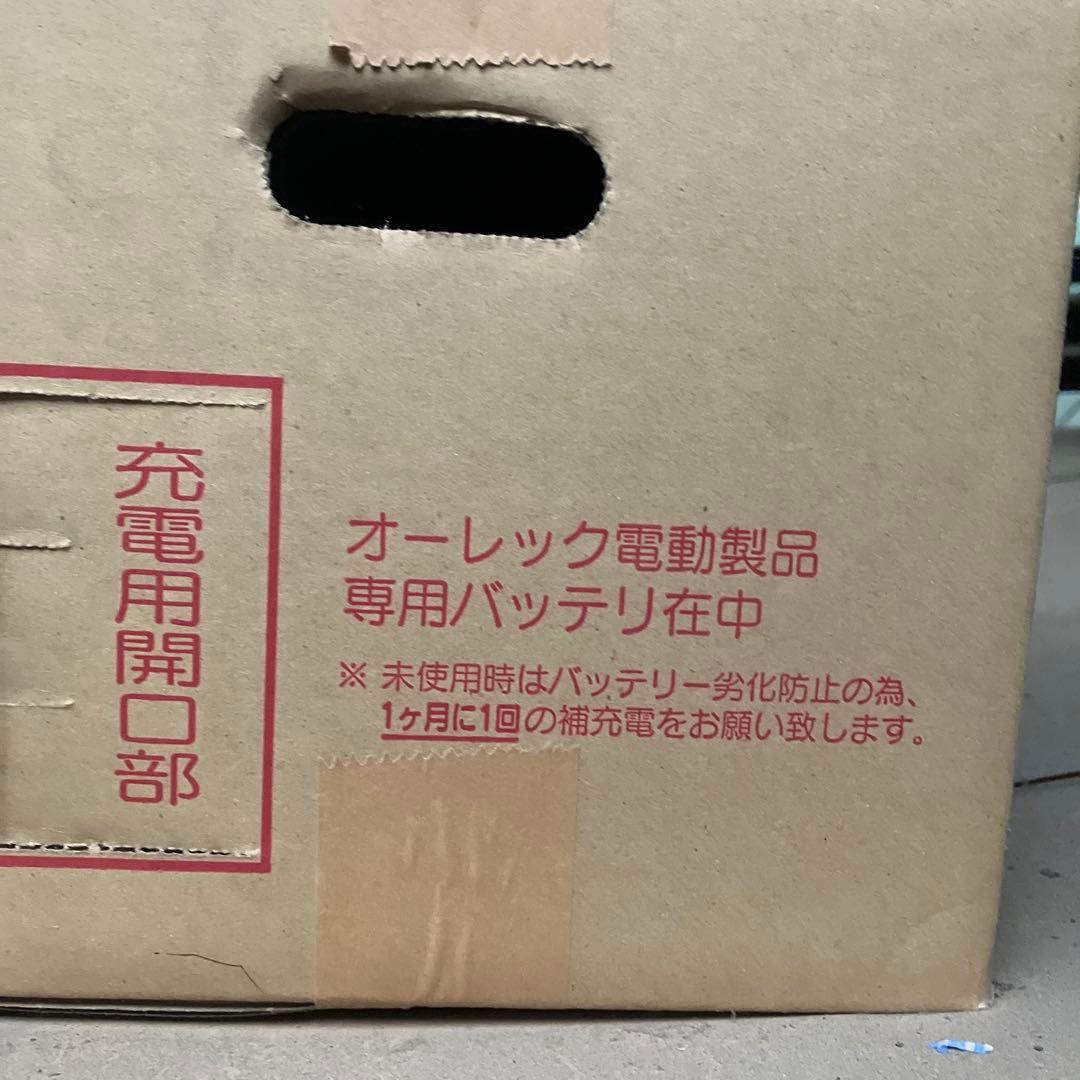 充電用開口部
オーレック電動製品
専用バッテリ在中
※ 未使用時はバッテリー劣化防止の為、
1ヶ月に1回の補充電をお願い致します。